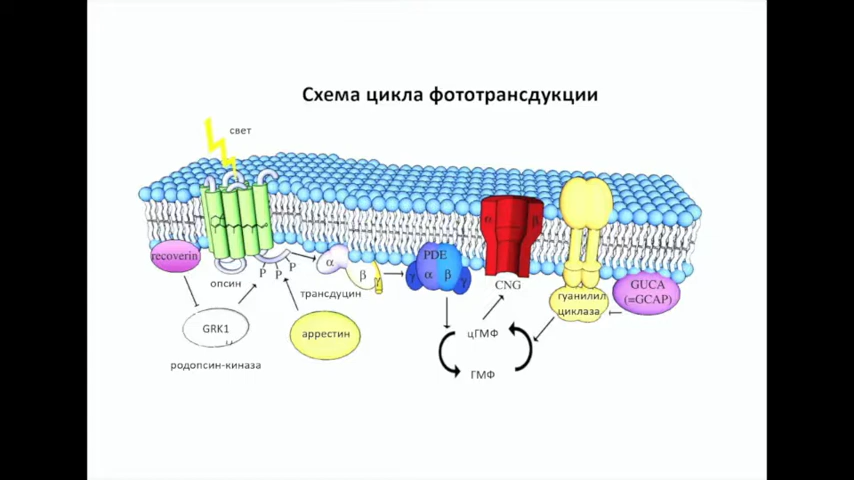 Схема цикла фототрансдукции
свет
recoverin
опсин
P P P
α
β
γ
трансдуцин
PDE
γ α β γ
α
β
CNG
гуанилил
циклаза
GUCA
(=GCAP)
GRK1
родопсин-киназа
аррестин
цГМФ
ГМФ